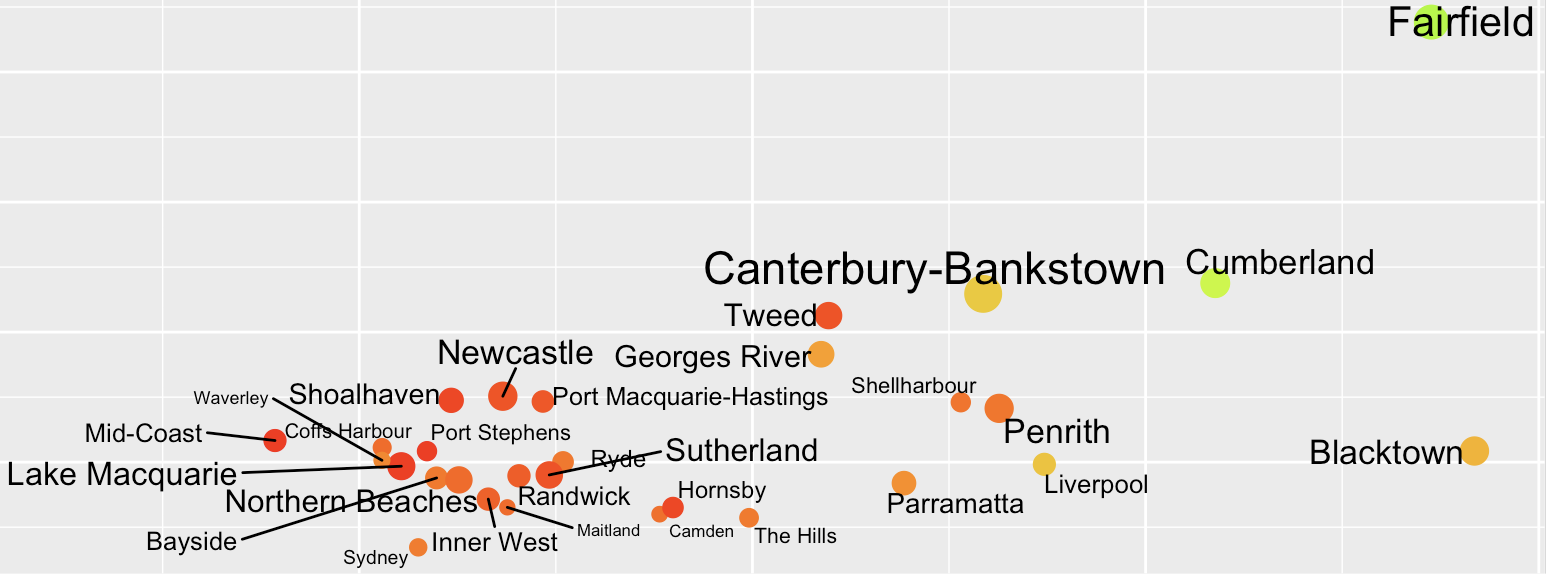 Fairfield
Cumberland
Canterbury-Bankstown
Tweed
Newcastle
Georges River
Shellharbour
Waverley
Shoalhaven
Port Macquarie-Hastings
Mid-Coast
Coffs Harbour
Port Stephens
Penrith
Sutherland
Blacktown
Ryde
Lake Macquarie
Liverpool
Hornsby
Randwick
Northern Beaches
Parramatta
Maitland
Camden
The Hills
Bayside
Inner West
Sydney